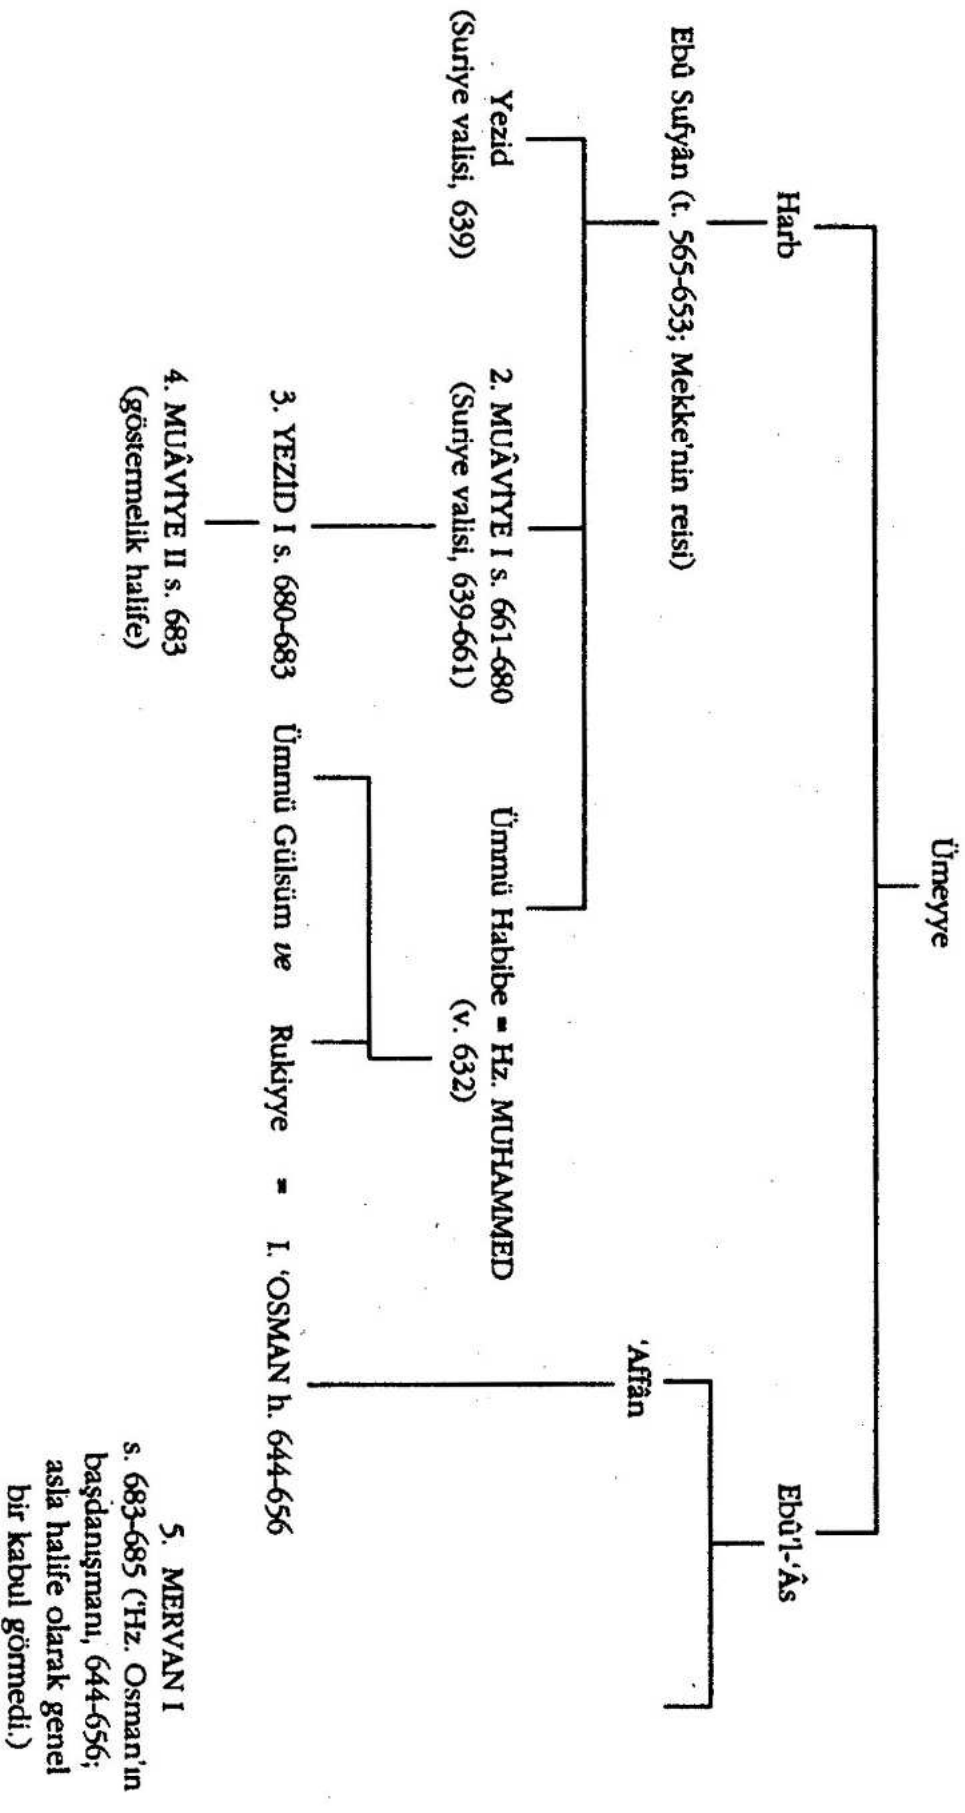 Ümeyye
Harb
Ebû'l-'Âs
Ebû Sufyân (t. 565-653; Mekke'nin reisi)
'Affân
Yezid
(Suriye valisi, 639)
2. MUÂVİYE I s. 661-680
(Suriye valisi, 639-661)
Ümmü Habibe = Hz. MUHAMMED
(v. 632)
3. YEZİD I s. 680-683
Ümmü Gülsüm ve Rukiyye = I. 'OSMAN h. 644-656
4. MUÂVİYE II s. 683
(göstermelik halife)
5. MERVAN I
s. 683-685 ('Hz. Osman'ın
başdanışmanı, 644-656;
asla halife olarak genel
bir kabul görmedi.)